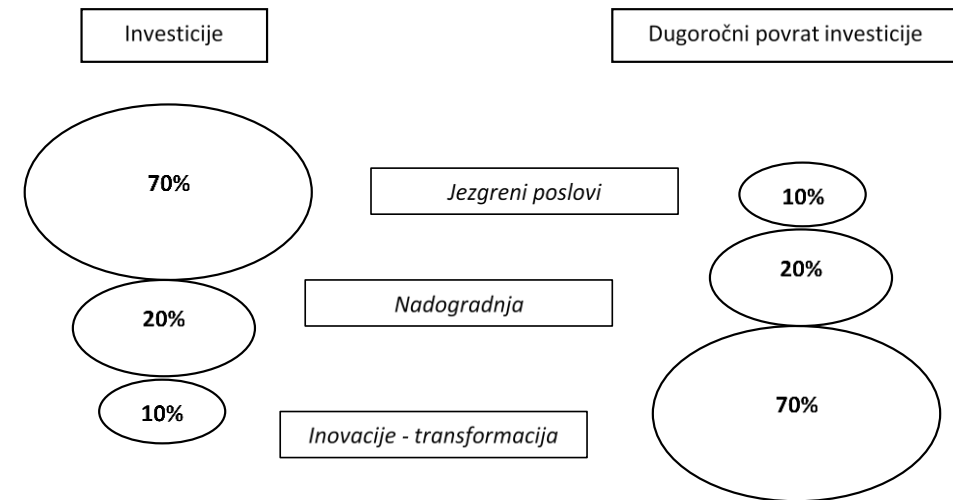 Investicije
Dugoročni povrat investicije
70%
Jezgreni poslovi
10%
20%
Nadogradnja
20%
10%
Inovacije - transformacija
70%